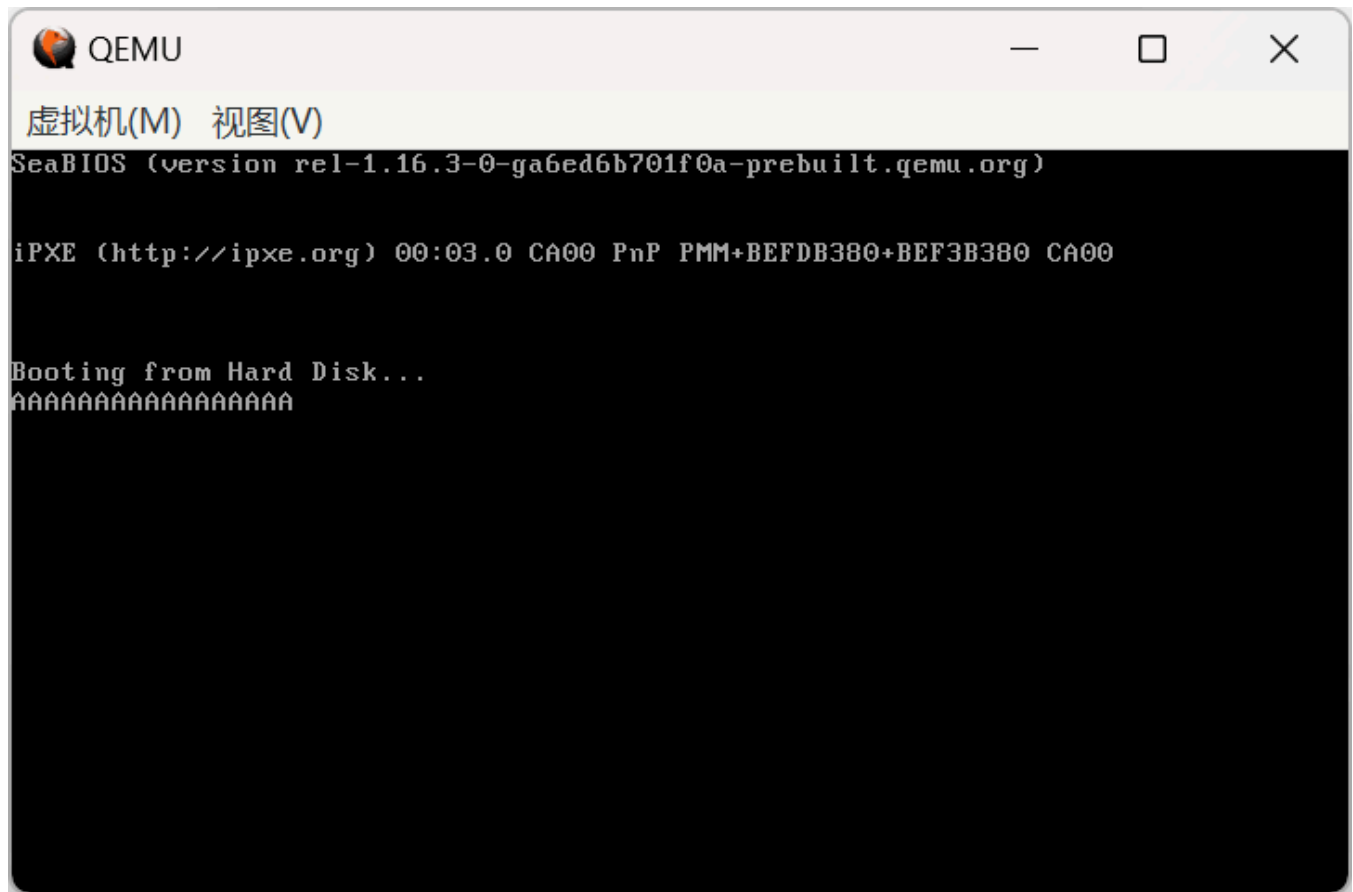 QEMU
虚拟机(M) 视图(V)
SeaBIOS (version rel-1.16.3-0-ga6ed6b701f0a-prebuilt.qemu.org)
iPXE (http://ipxe.org) 00:03.0 CA00 PnP PMM+BEFDB380+BEF3B380 CA00
Booting from Hard Disk...
AAAAAAAAAAAAAAAAA